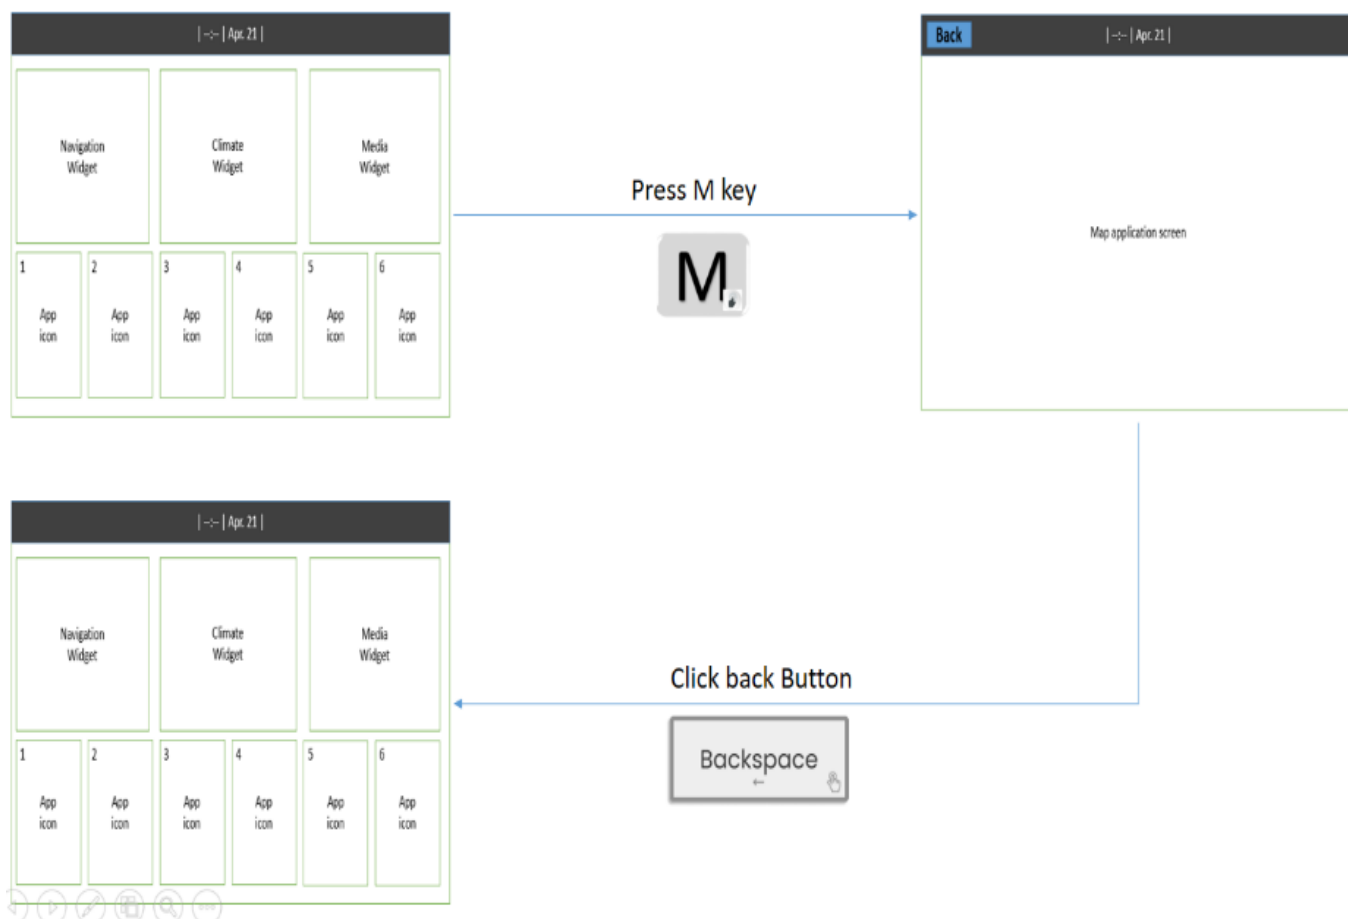 | --:-- | Apr. 21 |
Navigation
Widget
Climate
Widget
Media
Widget
1
2
3
4
5
6
App
icon
App
icon
App
icon
App
icon
App
icon
App
icon
Press M key
M
Back
| --:-- | Apr. 21 |
Map application screen
| --:-- | Apr. 21 |
Navigation
Widget
Climate
Widget
Media
Widget
1
2
3
4
5
6
App
icon
App
icon
App
icon
App
icon
App
icon
App
icon
Click back Button
Backspace
←